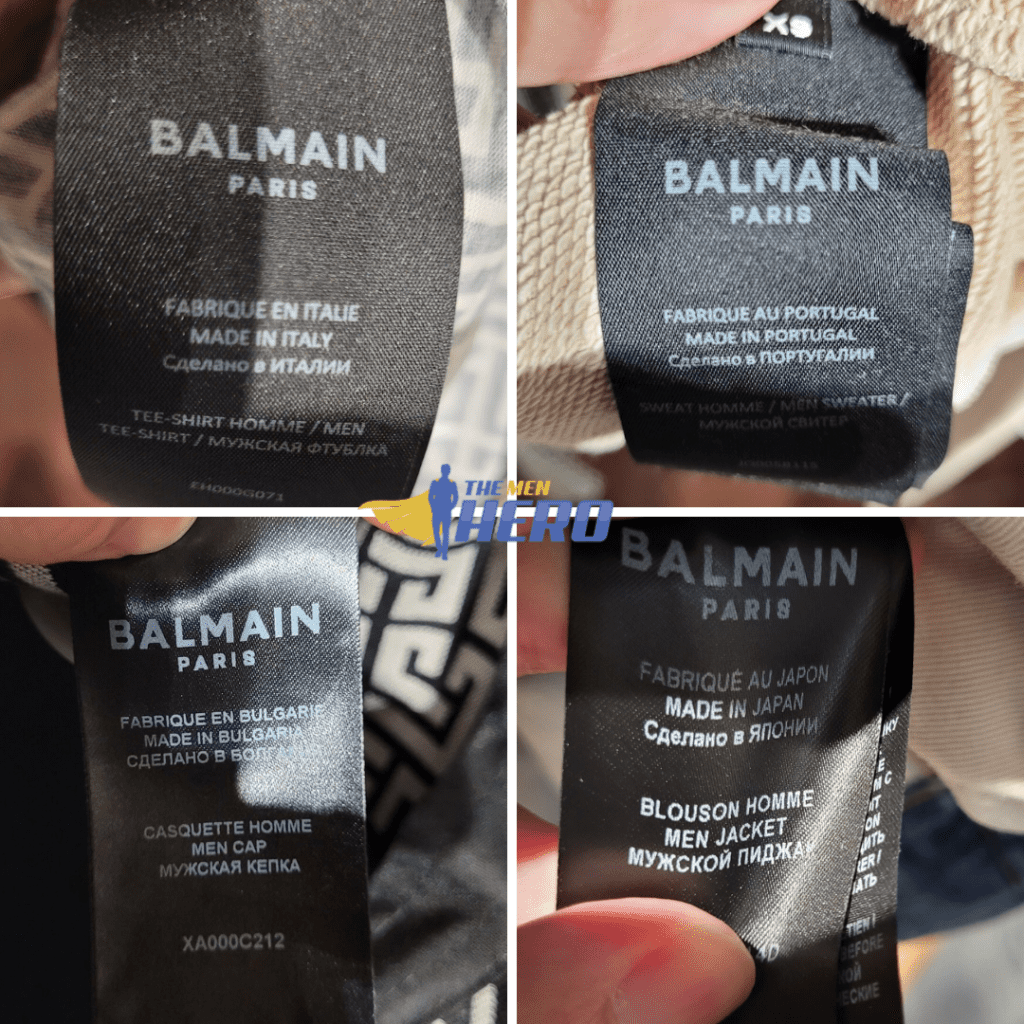 BALMAIN
PARIS
FABRIQUE EN ITALIE
MADE IN ITALY
Сделано в ИТАЛИИ
TEE-SHIRT HOMME / MEN
TEE-SHIRT / МУЖСКАЯ ФТУБЛКА
EH000G071
XS
BALMAIN
PARIS
FABRIQUE AU PORTUGAL
MADE IN PORTUGAL
Сделано в ПОРТУГАЛИИ
SWEAT HOMME / MEN SWEATER /
МУЖСКОЙ СВИТЕР
THE MEN
HERO
BALMAIN
PARIS
FABRIQUE EN BULGARIE
MADE IN BULGARIA
СДЕЛАНО В
CASQUETTE HOMME
MEN CAP
МУЖСКАЯ КЕПКА
XA000C212
BALMAIN
PARIS
FABRIQUÉ AU JAPON
MADE IN JAPAN
Сделано в ЯПОНИИ
BLOUSON HOMME
MEN JACKET
МУЖСКОЙ ПИДЖАК
4D
BEFORE